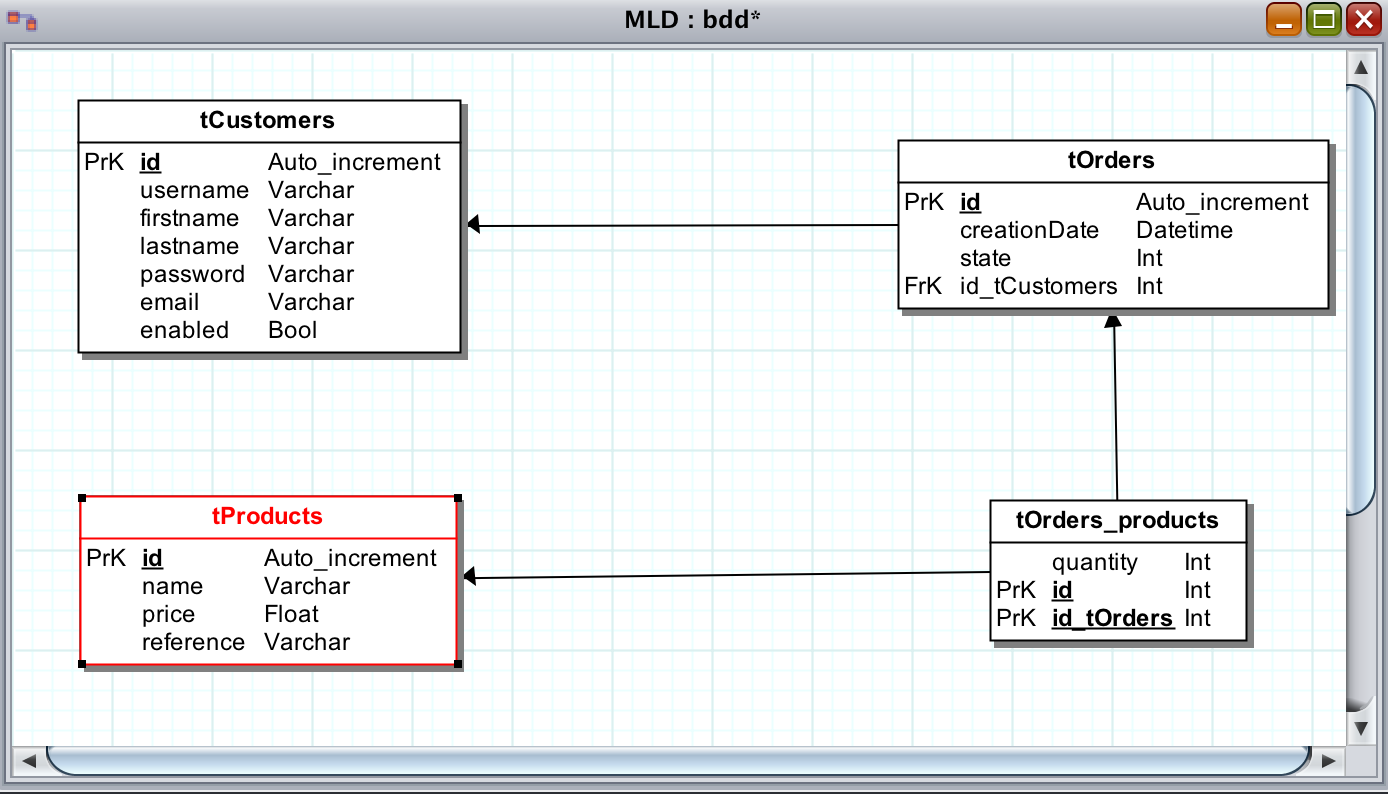 MLD : bdd*
tCustomers
PrK id Auto_increment
username Varchar
firstname Varchar
lastname Varchar
password Varchar
email Varchar
enabled Bool
tOrders
PrK id Auto_increment
creationDate Datetime
state Int
FrK id_tCustomers Int
tProducts
PrK id Auto_increment
name Varchar
price Float
reference Varchar
tOrders_products
quantity Int
PrK id Int
PrK id_tOrders Int